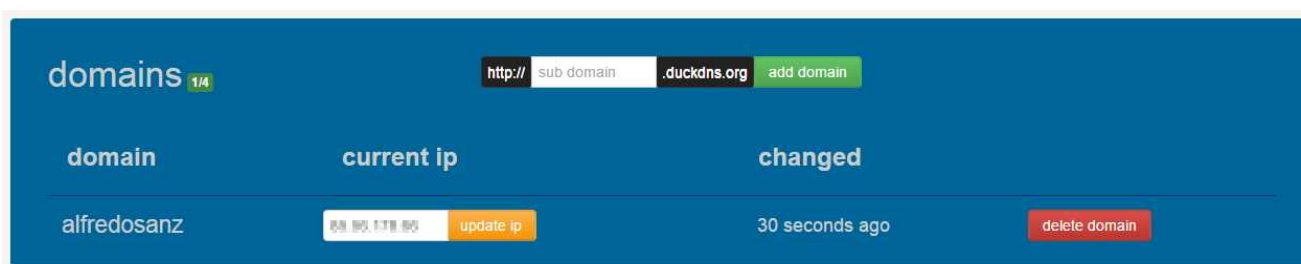 domains 1/4 http:// sub domain .duckdns.org add domain
domain current ip changed
alfredosanz update ip 30 seconds ago delete domain